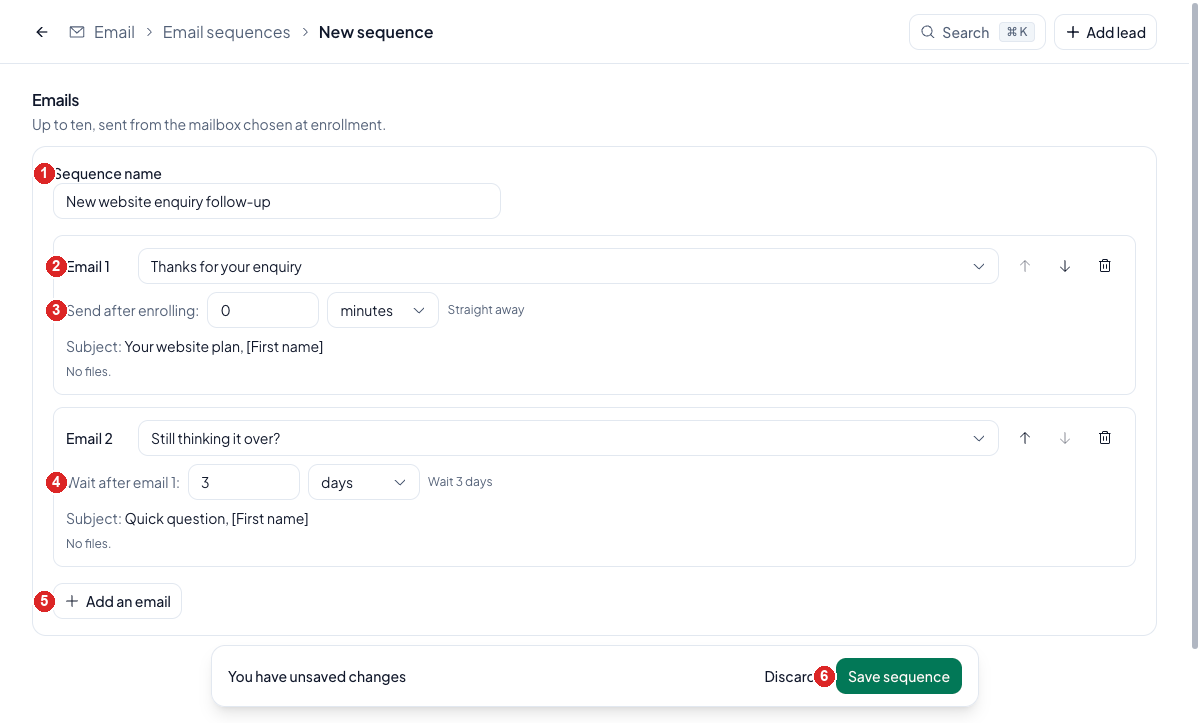 Email > Email sequences > New sequence
Search ⌘ K
+ Add lead
Emails
Up to ten, sent from the mailbox chosen at enrollment.
1 Sequence name
New website enquiry follow-up
2 Email 1 Thanks for your enquiry
3 Send after enrolling: 0 minutes Straight away
Subject: Your website plan, [First name]
No files.
Email 2 Still thinking it over?
4 Wait after email 1: 3 days Wait 3 days
Subject: Quick question, [First name]
No files.
5 + Add an email
You have unsaved changes Discard 6 Save sequence